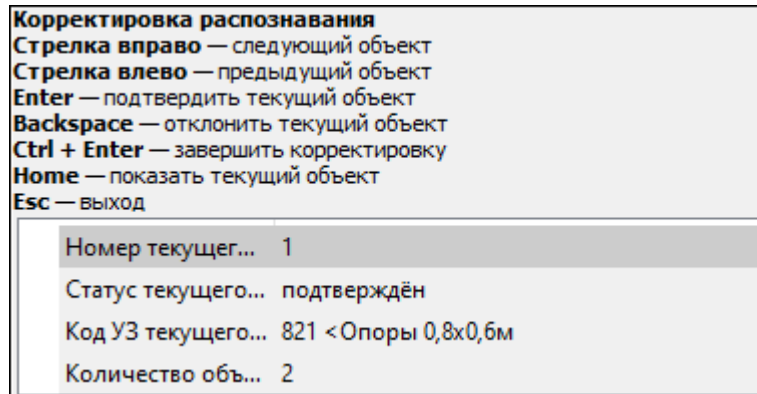 Корректировка распознавания
Стрелка вправо — следующий объект
Стрелка влево — предыдущий объект
Enter — подтвердить текущий объект
Backspace — отклонить текущий объект
Ctrl + Enter — завершить корректировку
Home — показать текущий объект
Esc — выход
Номер текущег... 1
Статус текущего... подтверждён
Код УЗ текущего... 821 <Опоры 0,8х0,6м
Количество объ... 2